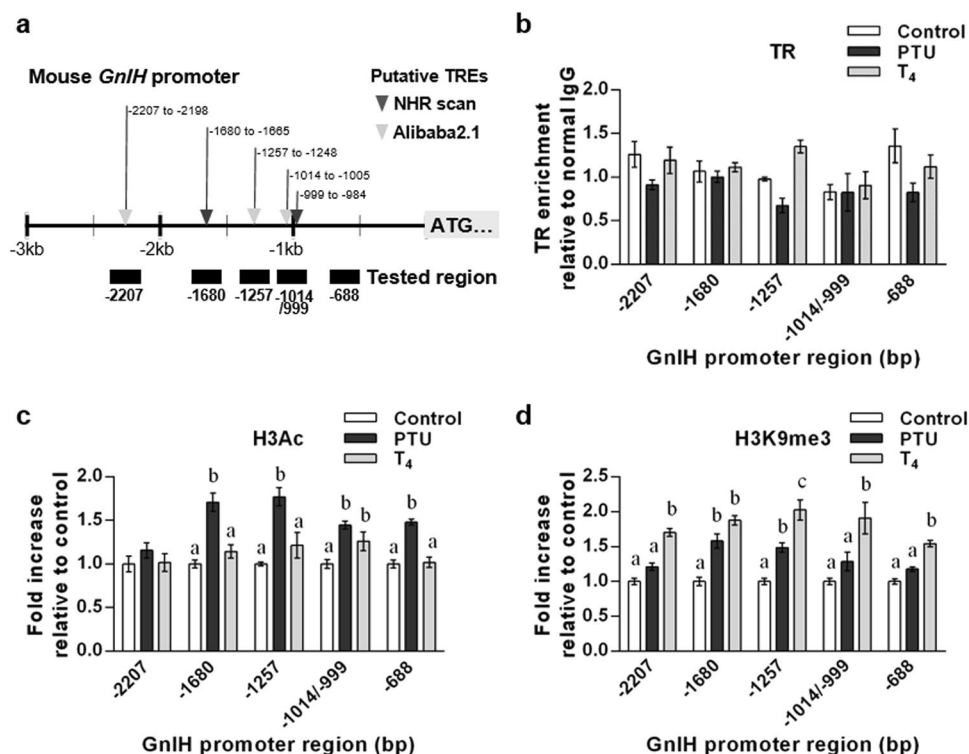 a
Mouse GnIH promoter
Putative TREs
NHR scan
Alibaba2.1
-2207 to -2198
-1680 to -1665
-1257 to -1248
-1014 to -1005
-999 to -984
ATG...
-3kb
-2kb
-1kb
Tested region
-2207
-1680
-1257
-1014
/999
-688
b
TR
Control
PTU
T4
TR enrichment
relative to normal IgG
2.0
1.5
1.0
0.5
0.0
-2207
-1680
-1257
-1014/-999
-688
GnIH promoter region (bp)
c
H3Ac
Control
PTU
T4
Fold increase
relative to control
2.0
1.5
1.0
0.5
0.0
a b a
a b a
a b b
a b a
-2207
-1680
-1257
-1014/-999
-688
GnIH promoter region (bp)
d
H3K9me3
Control
PTU
T4
Fold increase
relative to control
2.5
2.0
1.5
1.0
0.5
0.0
a a b
a b b
a b c
a a b
a a b
-2207
-1680
-1257
-1014/-999
-688
GnIH promoter region (bp)